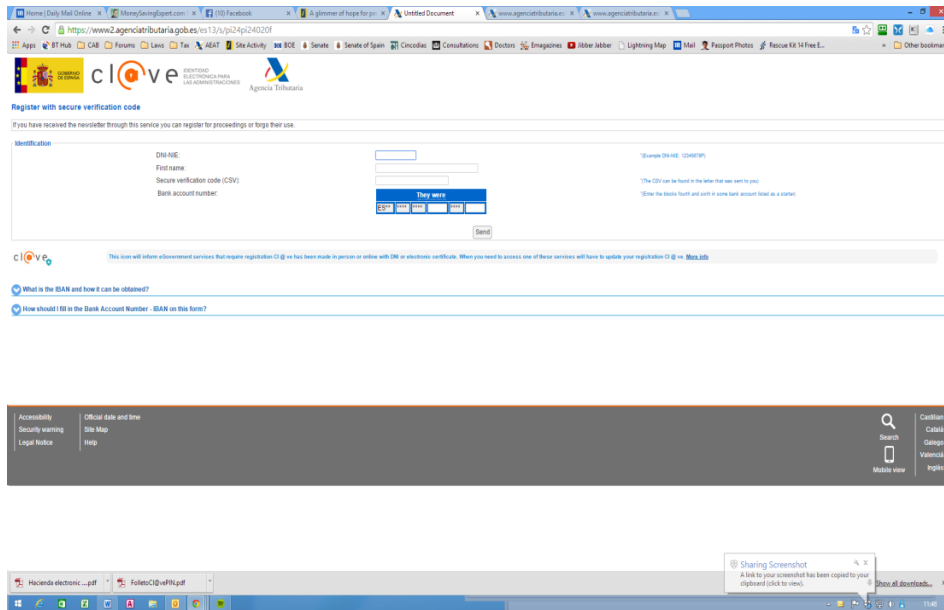 Home | Daily Mail Online
MoneySavingExpert.com
(10) Facebook
A glimmer of hope for
Untitled Document
www.agenciatributaria.es
www.agenciatributaria.es
https://www2.agenciatributaria.gob.es/es13/s/pi24pi24020f
Apps BT Hub CAB Forums Laws Tax AEAT Site Activity BOE Senate Senate of Spain Cincodias Consultations Doctors Emagazines Jibber Jabber Lightning Map Mail Passport Photos Rescue Kit 14 Free E... Other bookmar
GOBIERNO DE ESPAÑA
cl@ve
IDENTIDAD
ELECTRÓNICA PARA
LAS ADMINISTRACIONES
Agencia Tributaria
Register with secure verification code
If you have received the newsletter through this service you can register for proceedings or forgo their use.
Identification
DNI-NIE:
*(Example DNI-NIE: 12345678P)
First name:
Secure verification code (CSV):
*(The CSV can be found in the letter that was sent to you)
Bank account number:
They were
*(Enter the blocks fourth and sixth in some bank account listed as a starter)
ES** **** **** ****
Send
cl@ve
This icon will inform eGovernment services that require registration Cl @ ve has been made in person or online with DNI or electronic certificate. When you need to access one of these services will have to update your registration Cl @ ve. More info
What is the IBAN and how it can be obtained?
How should I fill in the Bank Account Number - IBAN on this form?
Accessibility
Security warning
Legal Notice
Official date and time
Site Map
Help
Search
Mobile view
Castillan
Català
Galego
Valencià
Inglés
Sharing Screenshot
A link to your screenshot has been copied to your
clipboard (click to view).
Hacienda electronic ....pdf
FolletoCl@vePIN.pdf
Show all downloads...
11:48